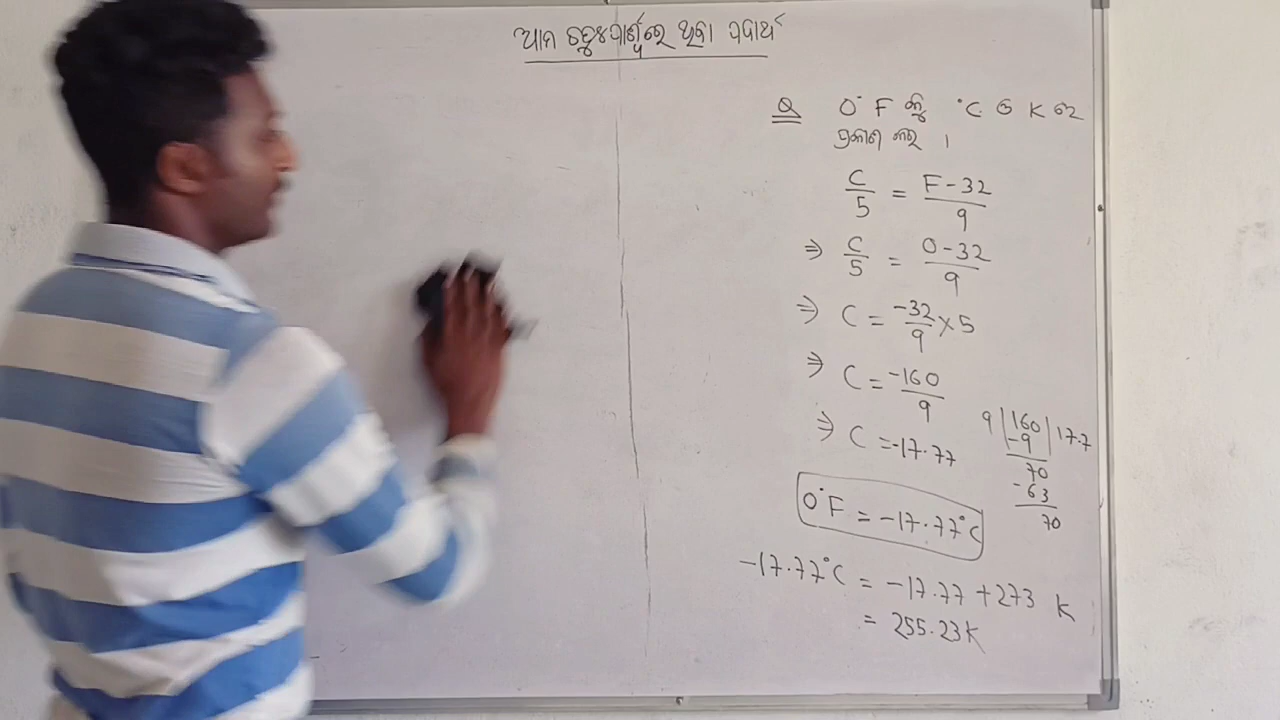 ଆମ ଚତୁଃପାର୍ଶ୍ୱରେ ଥିବା ପଦାର୍ଥ
Q 0°F କୁ °C ଓ K ରେ
ପ୍ରକାଶ କର ।
C/5 = F-32/9
⇒ C/5 = 0-32/9
⇒ C = -32/9 × 5
⇒ C = -160/9
⇒ C = -17.77
9 | 160 | 17.7
-9
70
-63
70
0°F = -17.77°C
-17.77°C = -17.77 + 273 K
= 255.23K